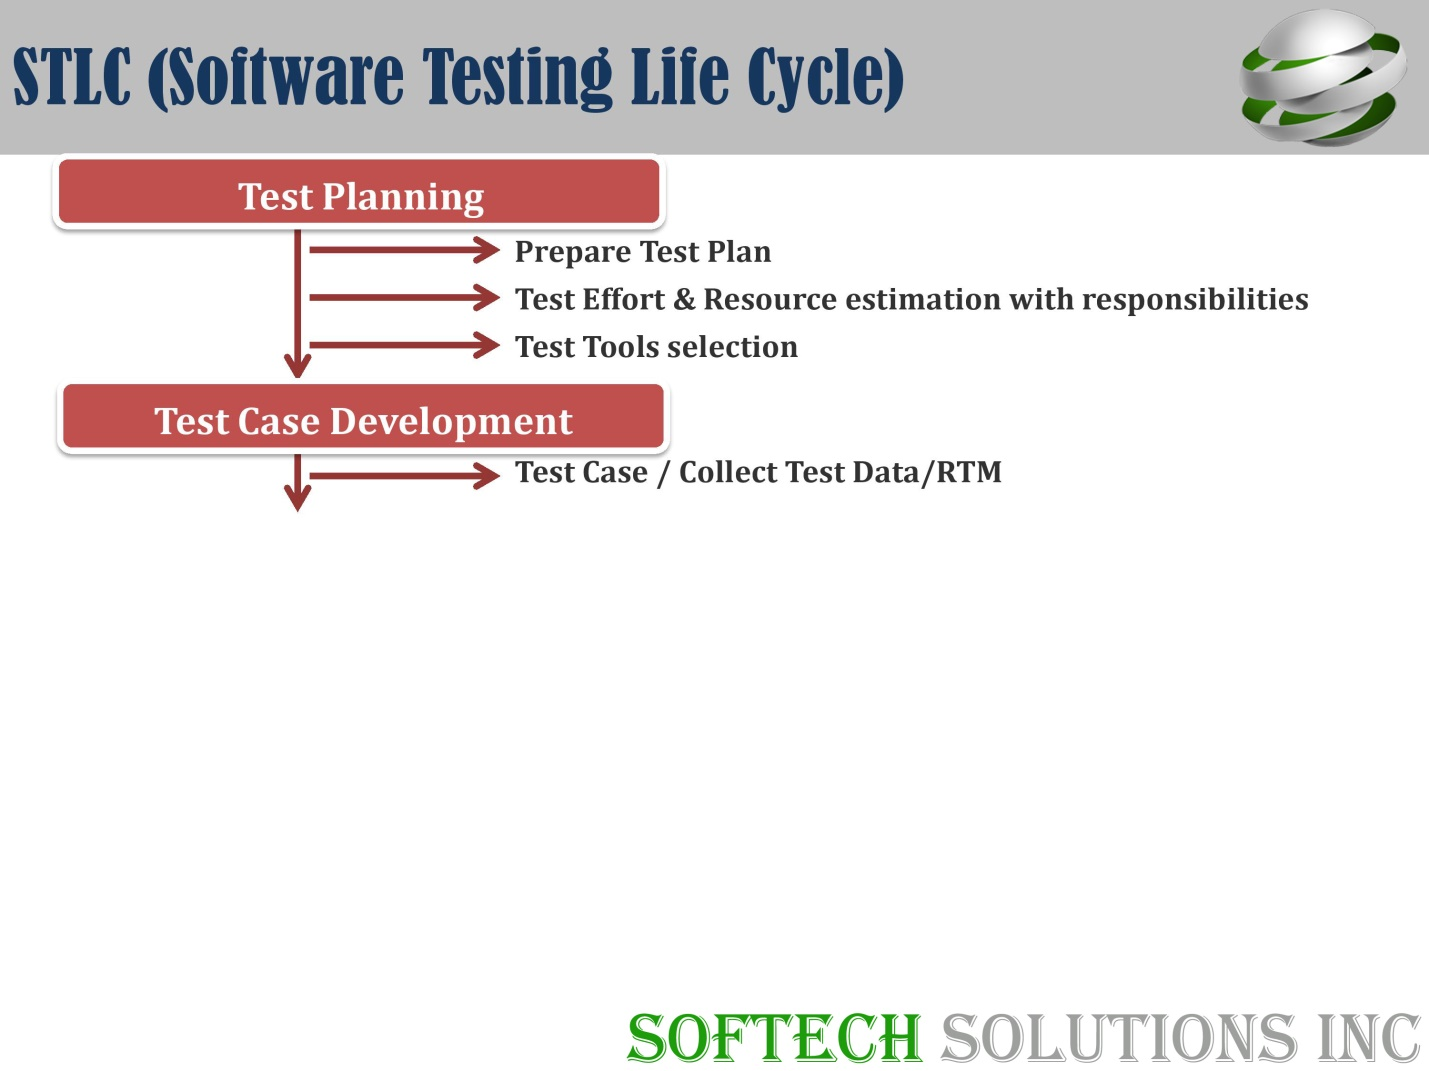 STLC (Software Testing Life Cycle)
Test Planning
Prepare Test Plan
Test Effort & Resource estimation with responsibilities
Test Tools selection
Test Case Development
Test Case / Collect Test Data/RTM
SOFTECH SOLUTIONS INC